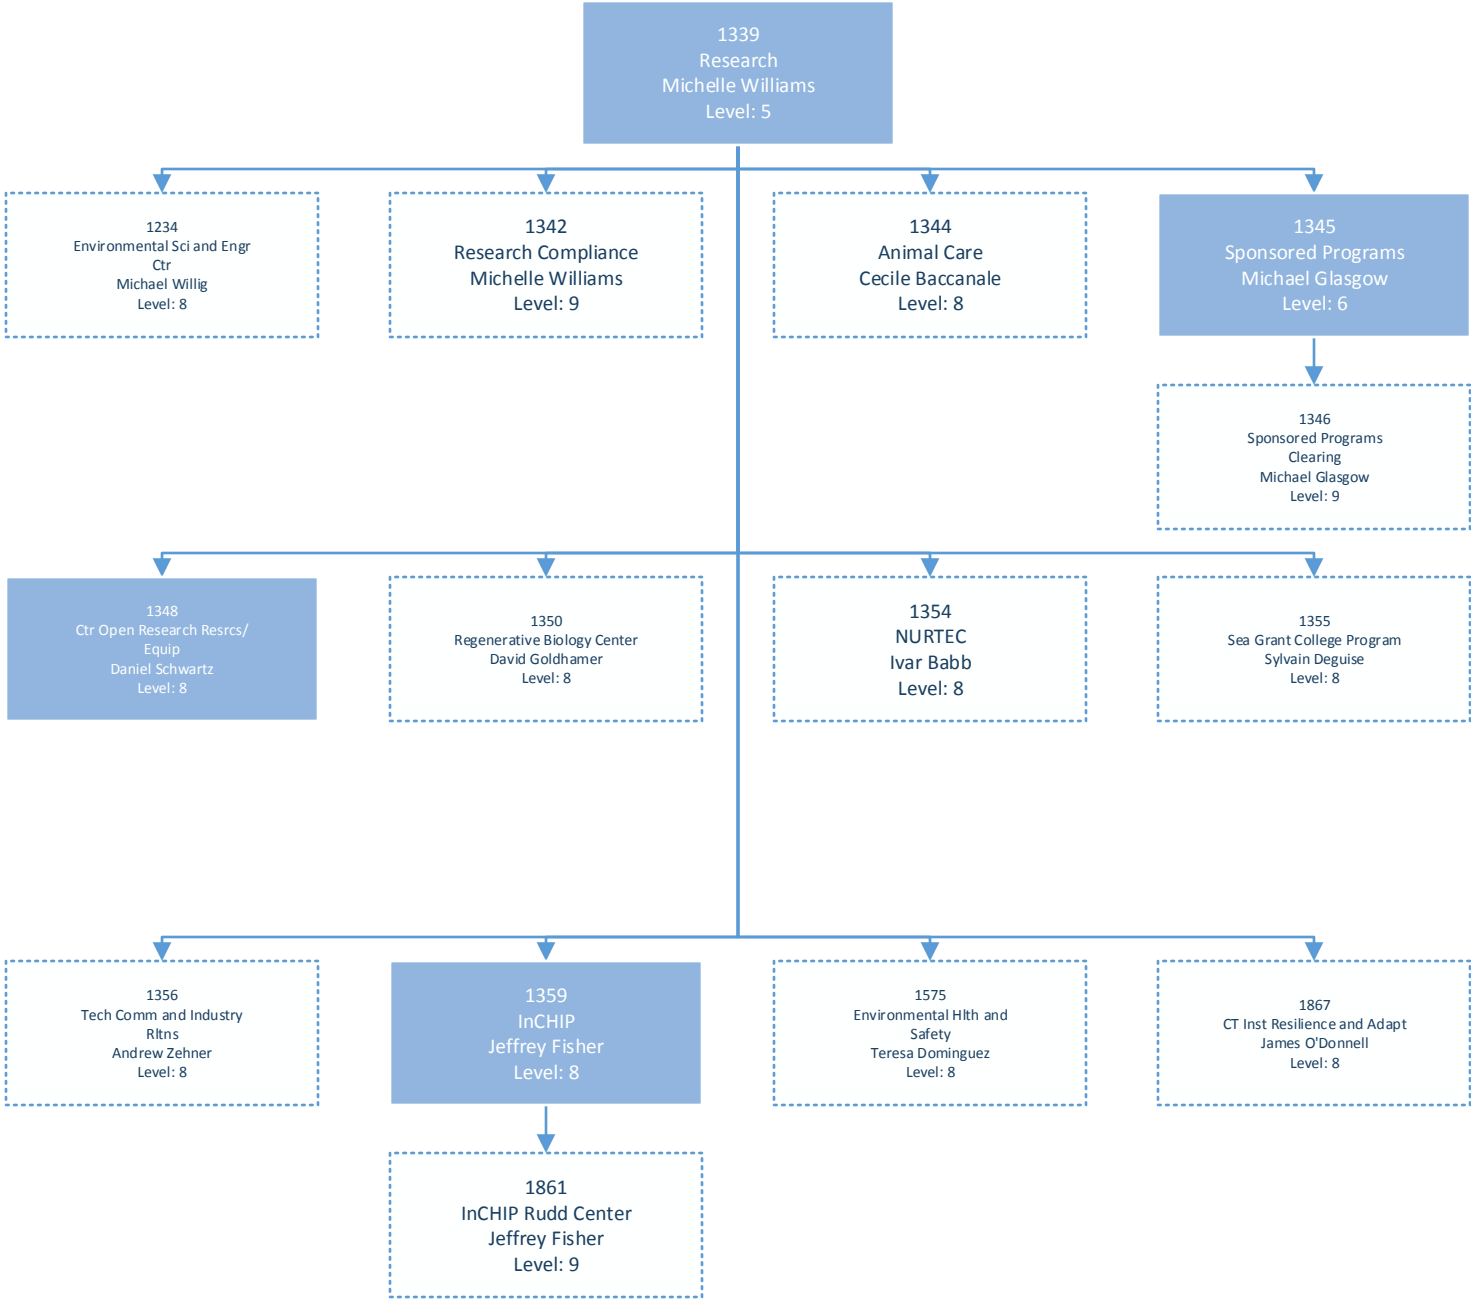 1339
Research
Michelle Williams
Level: 5
1234
Environmental Sci and Engr
Ctr
Michael Willig
Level: 8
1342
Research Compliance
Michelle Williams
Level: 9
1344
Animal Care
Cecile Baccanale
Level: 8
1345
Sponsored Programs
Michael Glasgow
Level: 6
1346
Sponsored Programs
Clearing
Michael Glasgow
Level: 9
1348
Ctr Open Research Resrcs/
Equip
Daniel Schwartz
Level: 8
1350
Regenerative Biology Center
David Goldhamer
Level: 8
1354
NURTEC
Ivar Babb
Level: 8
1355
Sea Grant College Program
Sylvain Deguise
Level: 8
1356
Tech Comm and Industry
Rltns
Andrew Zehner
Level: 8
1359
InCHIP
Jeffrey Fisher
Level: 8
1575
Environmental Hlth and
Safety
Teresa Dominguez
Level: 8
1867
CT Inst Resilience and Adapt
James O'Donnell
Level: 8
1861
InCHIP Rudd Center
Jeffrey Fisher
Level: 9